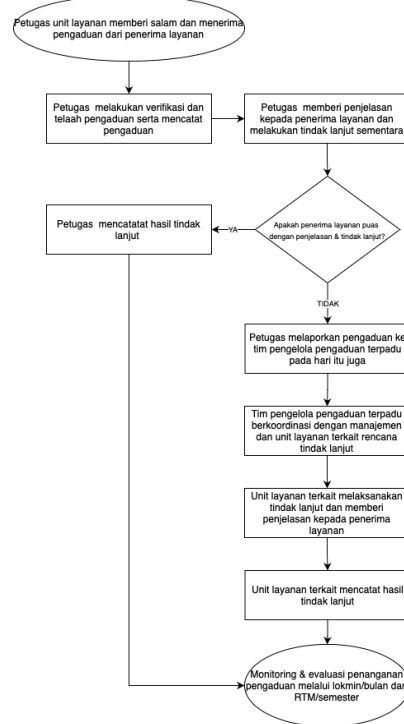 Petugas unit layanan memberi salam dan menerima
pengaduan dari penerima layanan
Petugas melakukan verifikasi dan
telaah pengaduan serta mencatat
pengaduan
Petugas memberi penjelasan
kepada penerima layanan dan
melakukan tindak lanjut sementara
Apakah penerima layanan puas
dengan penjelasan & tindak lanjut?
YA
Petugas mencatatat hasil tindak
lanjut
TIDAK
Petugas melaporkan pengaduan ke
tim pengelola pengaduan terpadu
pada hari itu juga
Tim pengelola pengaduan terpadu
berkoordinasi dengan manajemen
dan unit layanan terkait rencana
tindak lanjut
Unit layanan terkait melaksanakan
tindak lanjut dan memberi
penjelasan kepada penerima
layanan
Unit layanan terkait mencatat hasil
tindak lanjut
Monitoring & evaluasi penanganan
pengaduan melalui lokmin/bulan dan
RTM/semester